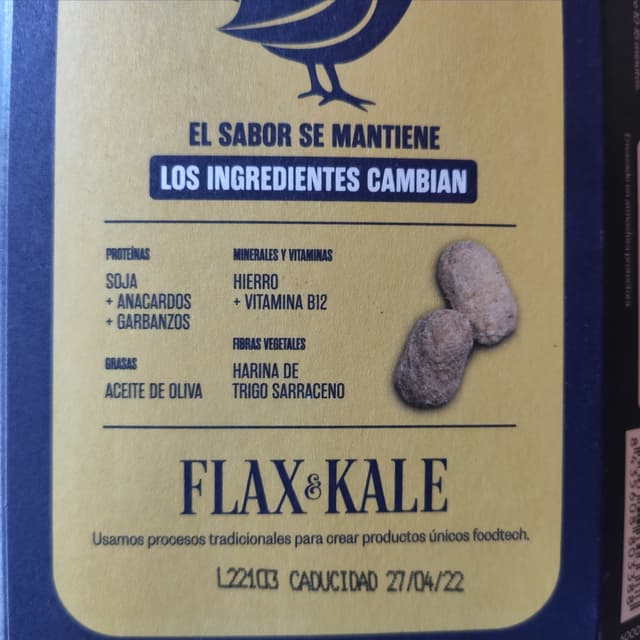 EL SABOR SE MANTIENE
LOS INGREDIENTES CAMBIAN
PROTEÍNAS
SOJA
+ ANACARDOS
+ GARBANZOS
GRASAS
ACEITE DE OLIVA
MINERALES Y VITAMINAS
HIERRO
+ VITAMINA B12
FIBRAS VEGETALES
HARINA DE
TRIGO SARRACENO
FLAX&KALE
Usamos procesos tradicionales para crear productos únicos foodtech.
L22103 CADUCIDAD 27/04/22